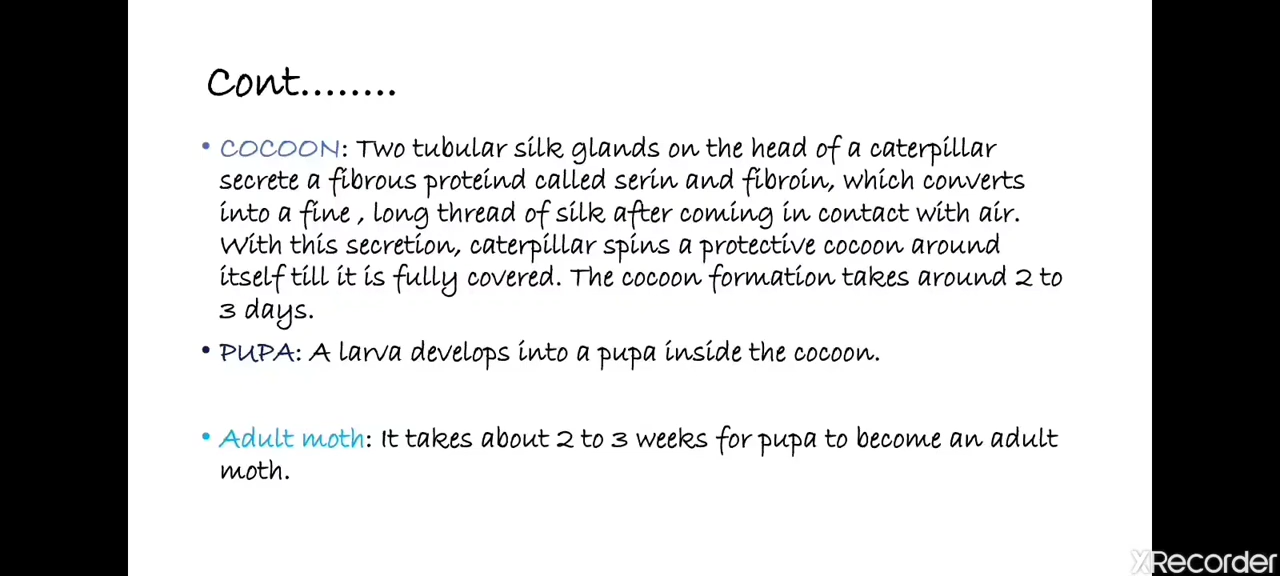 Cont........
• COCOON: Two tubular silk glands on the head of a caterpillar
secrete a fibrous proteind called serin and fibroin, which converts
into a fine , long thread of silk after coming in contact with air.
With this secretion, caterpillar spins a protective cocoon around
itself till it is fully covered. The cocoon formation takes around 2 to
3 days.
• PUPA: A larva develops into a pupa inside the cocoon.
• Adult moth: It takes about 2 to 3 weeks for pupa to become an adult
moth.
XRecorder